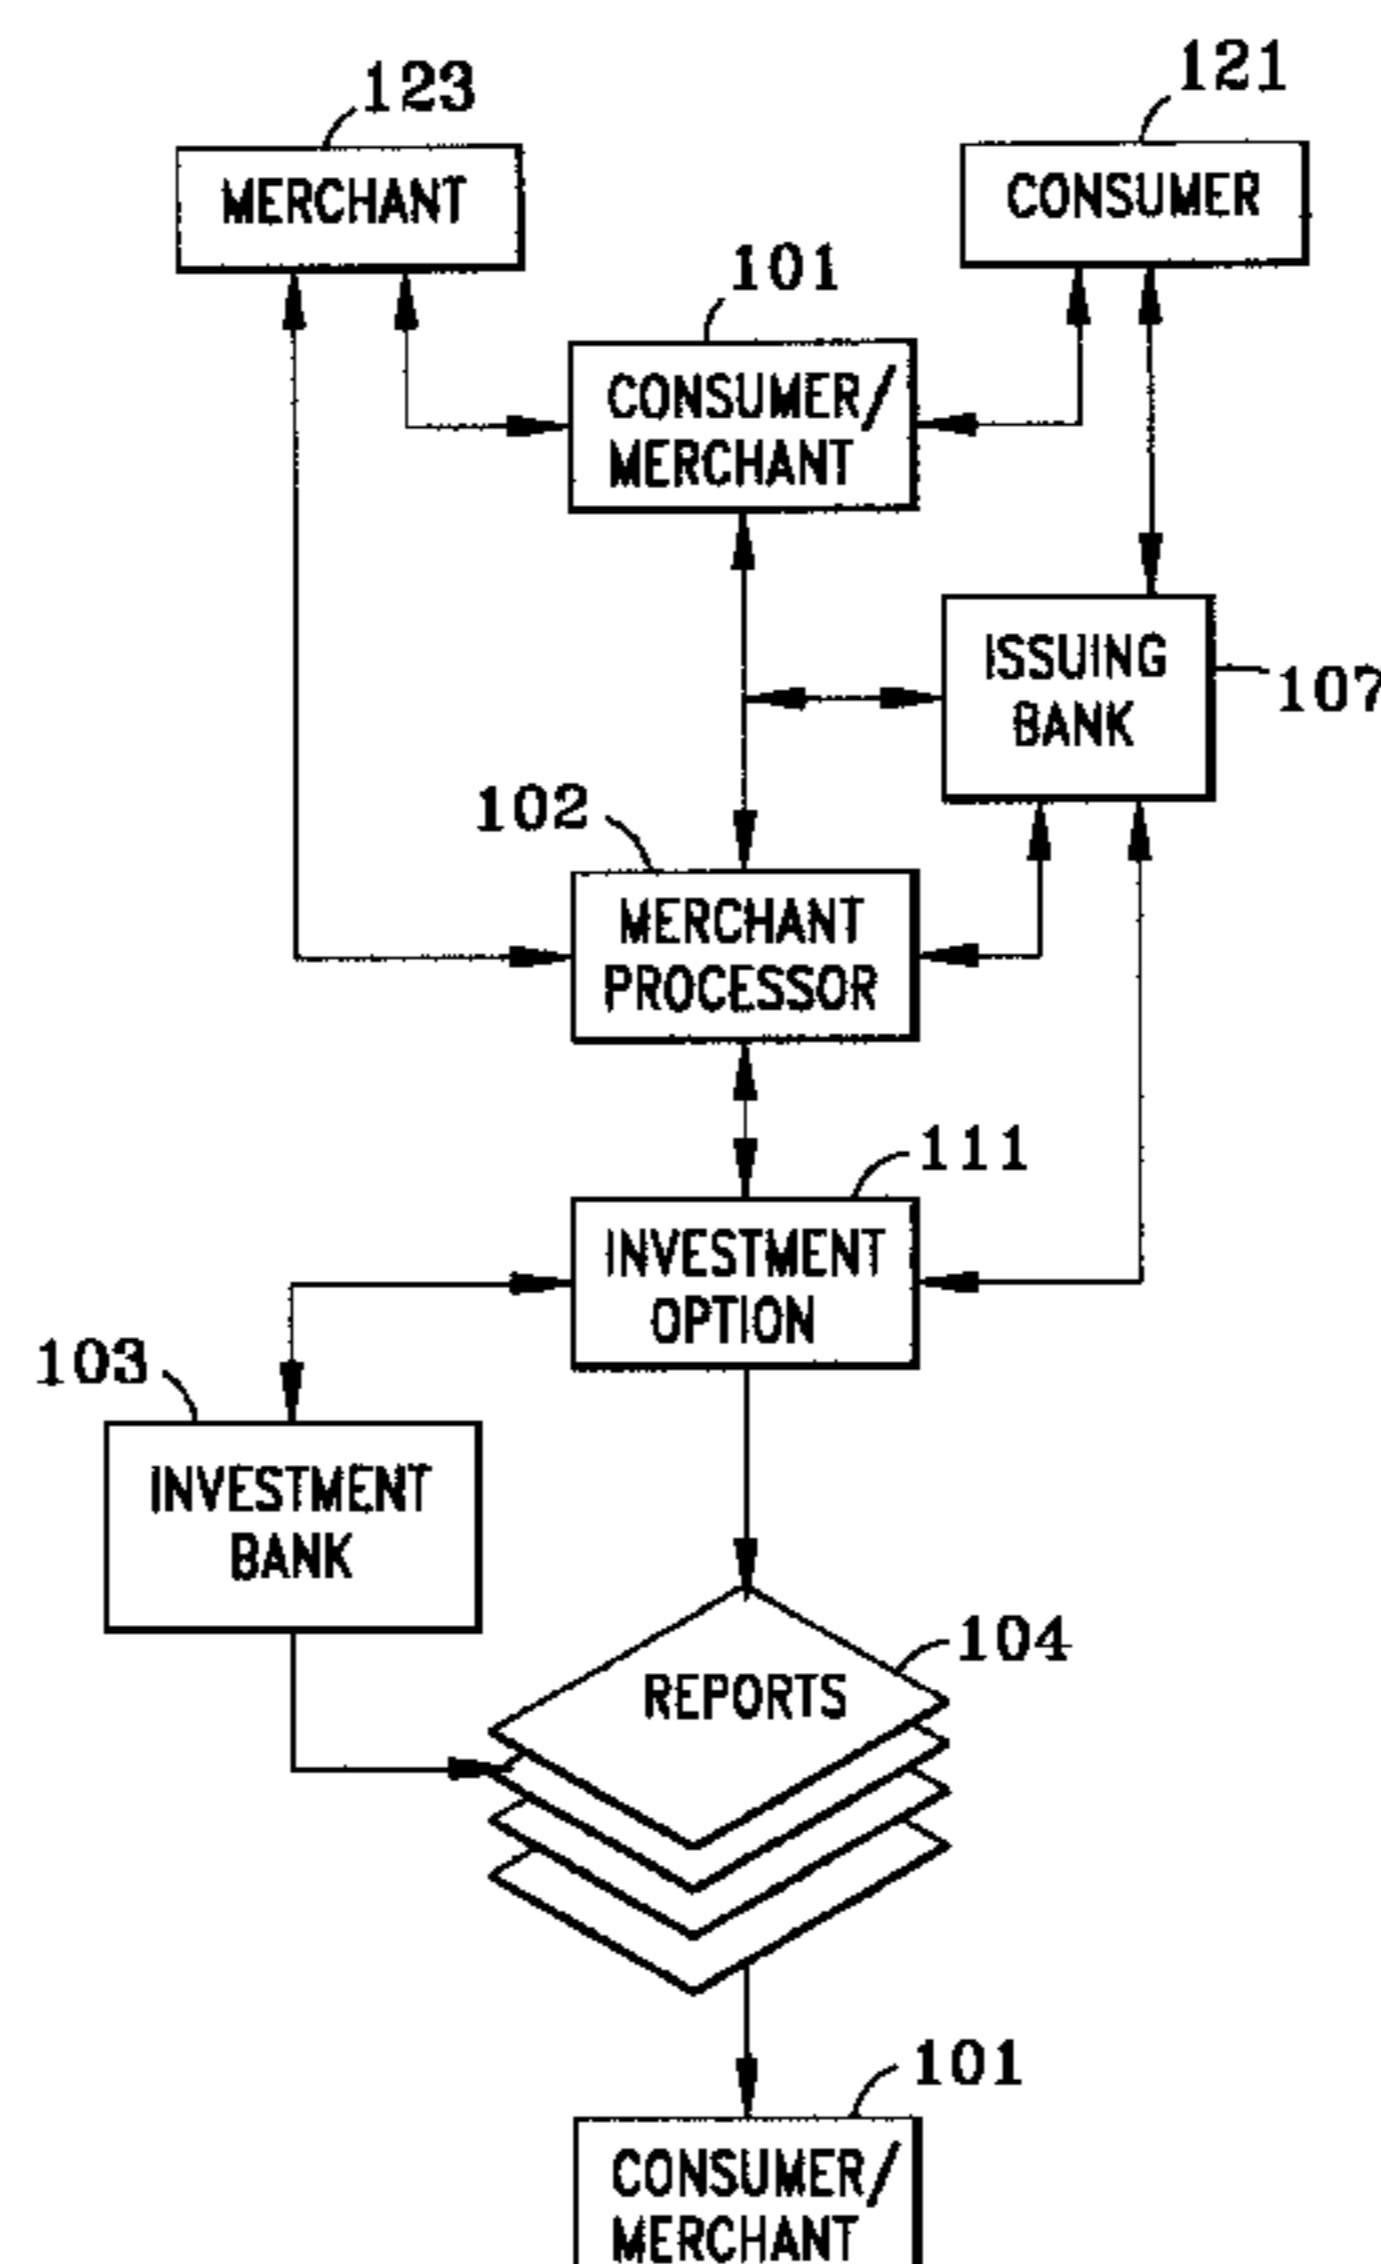 123
121
MERCHANT
CONSUMER
101
CONSUMER/
MERCHANT
ISSUING
BANK
107
102
MERCHANT
PROCESSOR
111
INVESTMENT
OPTION
103
INVESTMENT
BANK
104
REPORTS
101
CONSUMER/
MERCHANT